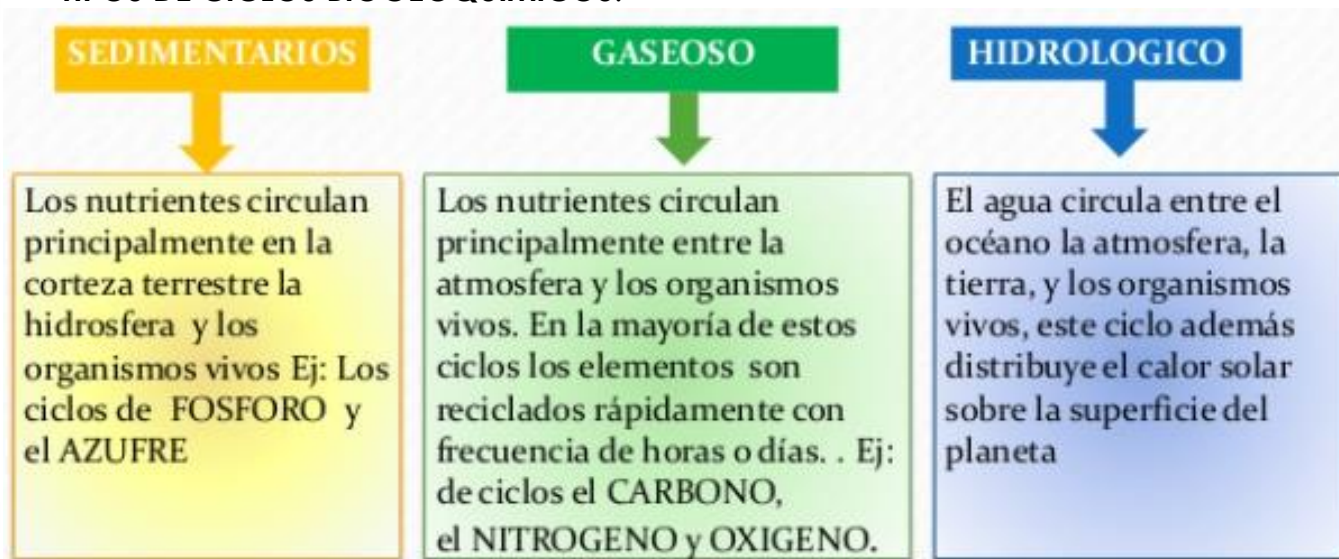 TIPOS DE CICLOS BIOGEOQUÍMICOS.
SEDIMENTARIOS
Los nutrientes circulan
principalmente en la
corteza terrestre la
hidrosfera y los
organismos vivos Ej: Los
ciclos de FOSFORO y
el AZUFRE
GASEOSO
Los nutrientes circulan
principalmente entre la
atmosfera y los organismos
vivos. En la mayoría de estos
ciclos los elementos son
reciclados rápidamente con
frecuencia de horas o días. . Ej:
de ciclos el CARBONO,
el NITROGENO y OXIGENO.
HIDROLOGICO
El agua circula entre el
océano la atmosfera, la
tierra, y los organismos
vivos, este ciclo además
distribuye el calor solar
sobre la superficie del
planeta